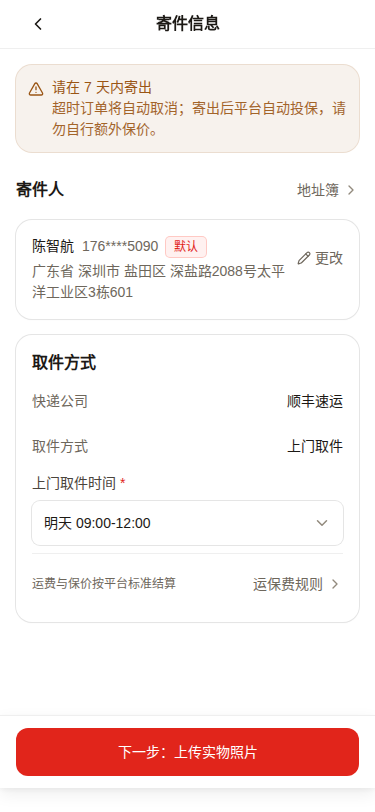 寄件信息
请在 7 天内寄出
超时订单将自动取消；寄出后平台自动投保，请
勿自行额外保价。
寄件人
地址簿
陈智航 176****5090 默认
广东省 深圳市 盐田区 深盐路2088号太平
洋工业区3栋601
更改
取件方式
快递公司 顺丰速运
取件方式 上门取件
上门取件时间 *
明天 09:00-12:00
运费与保价按平台标准结算 运保费规则
下一步：上传实物照片